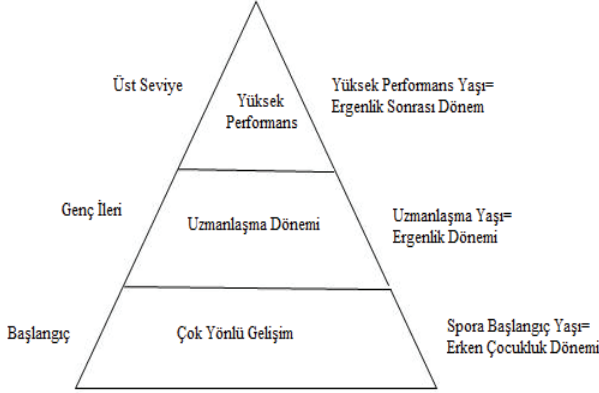 Üst Seviye
Yüksek
Performans
Yüksek Performans Yaşı=
Ergenlik Sonrası Dönem
Genç İleri
Uzmanlaşma Dönemi
Uzmanlaşma Yaşı=
Ergenlik Dönemi
Başlangıç
Çok Yönlü Gelişim
Spora Başlangıç Yaşı=
Erken Çocukluk Dönemi